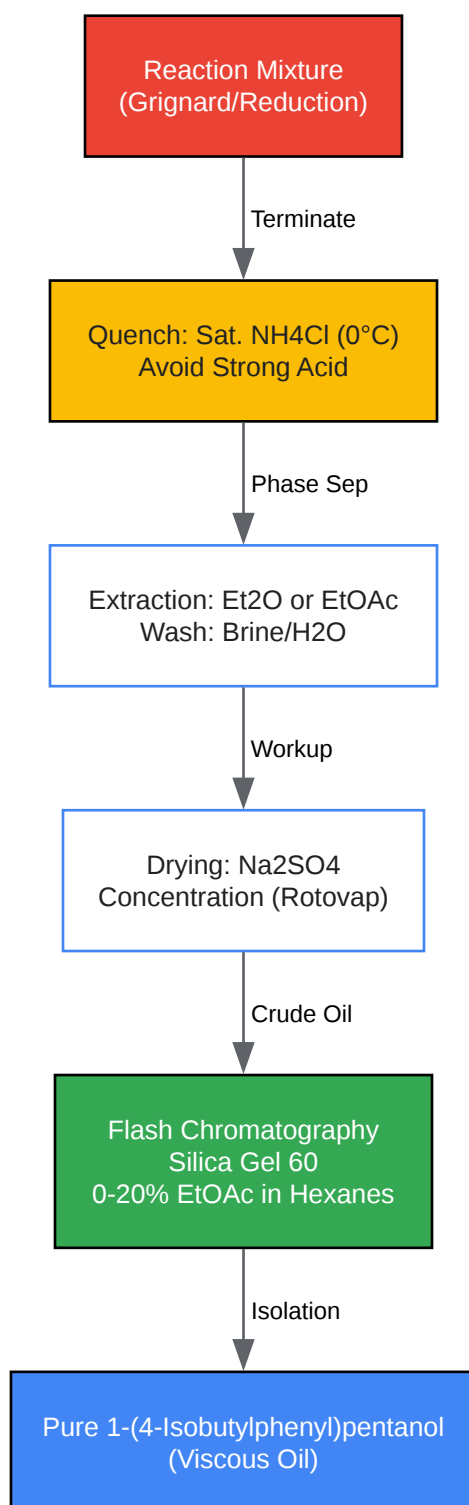 Reaction Mixture
(Grignard/Reduction)
Terminate
Quench: Sat. NH4Cl (0°C)
Avoid Strong Acid
Phase Sep
Extraction: Et2O or EtOAc
Wash: Brine/H2O
Workup
Drying: Na2SO4
Concentration (Rotovap)
Crude Oil
Flash Chromatography
Silica Gel 60
0-20% EtOAc in Hexanes
Isolation
Pure 1-(4-Isobutylphenyl)pentanol
(Viscous Oil)